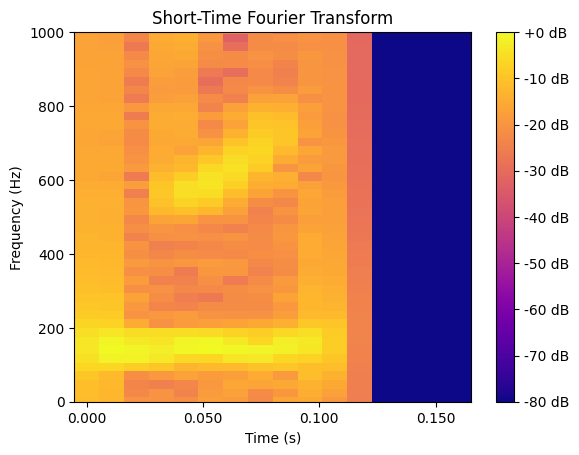 Short-Time Fourier Transform
1000
800
600
400
200
0
Frequency (Hz)
0.000
0.050
0.100
0.150
Time (s)
+0 dB
-10 dB
-20 dB
-30 dB
-40 dB
-50 dB
-60 dB
-70 dB
-80 dB